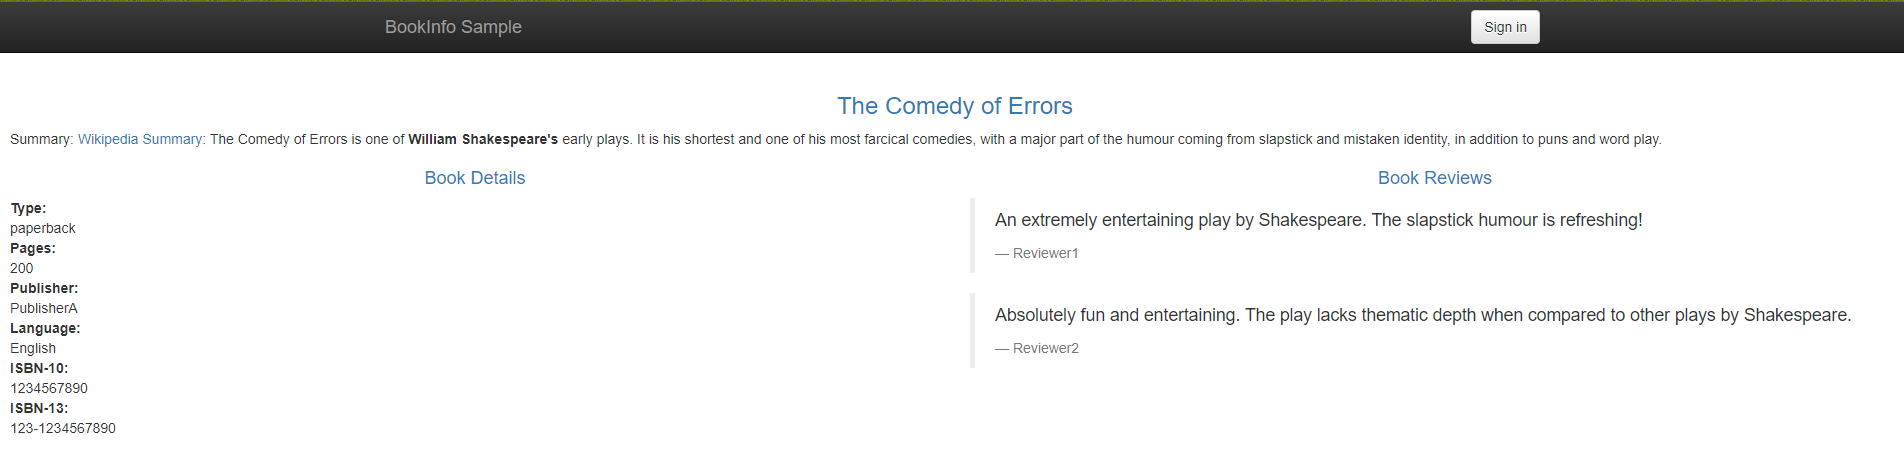 BookInfo Sample
Sign in
The Comedy of Errors
Summary: Wikipedia Summary: The Comedy of Errors is one of William Shakespeare's early plays. It is his shortest and one of his most farcical comedies, with a major part of the humour coming from slapstick and mistaken identity, in addition to puns and word play.
Book Details
Type:
paperback
Pages:
200
Publisher:
PublisherA
Language:
English
ISBN-10:
1234567890
ISBN-13:
123-1234567890
Book Reviews
An extremely entertaining play by Shakespeare. The slapstick humour is refreshing!
— Reviewer1
Absolutely fun and entertaining. The play lacks thematic depth when compared to other plays by Shakespeare.
— Reviewer2